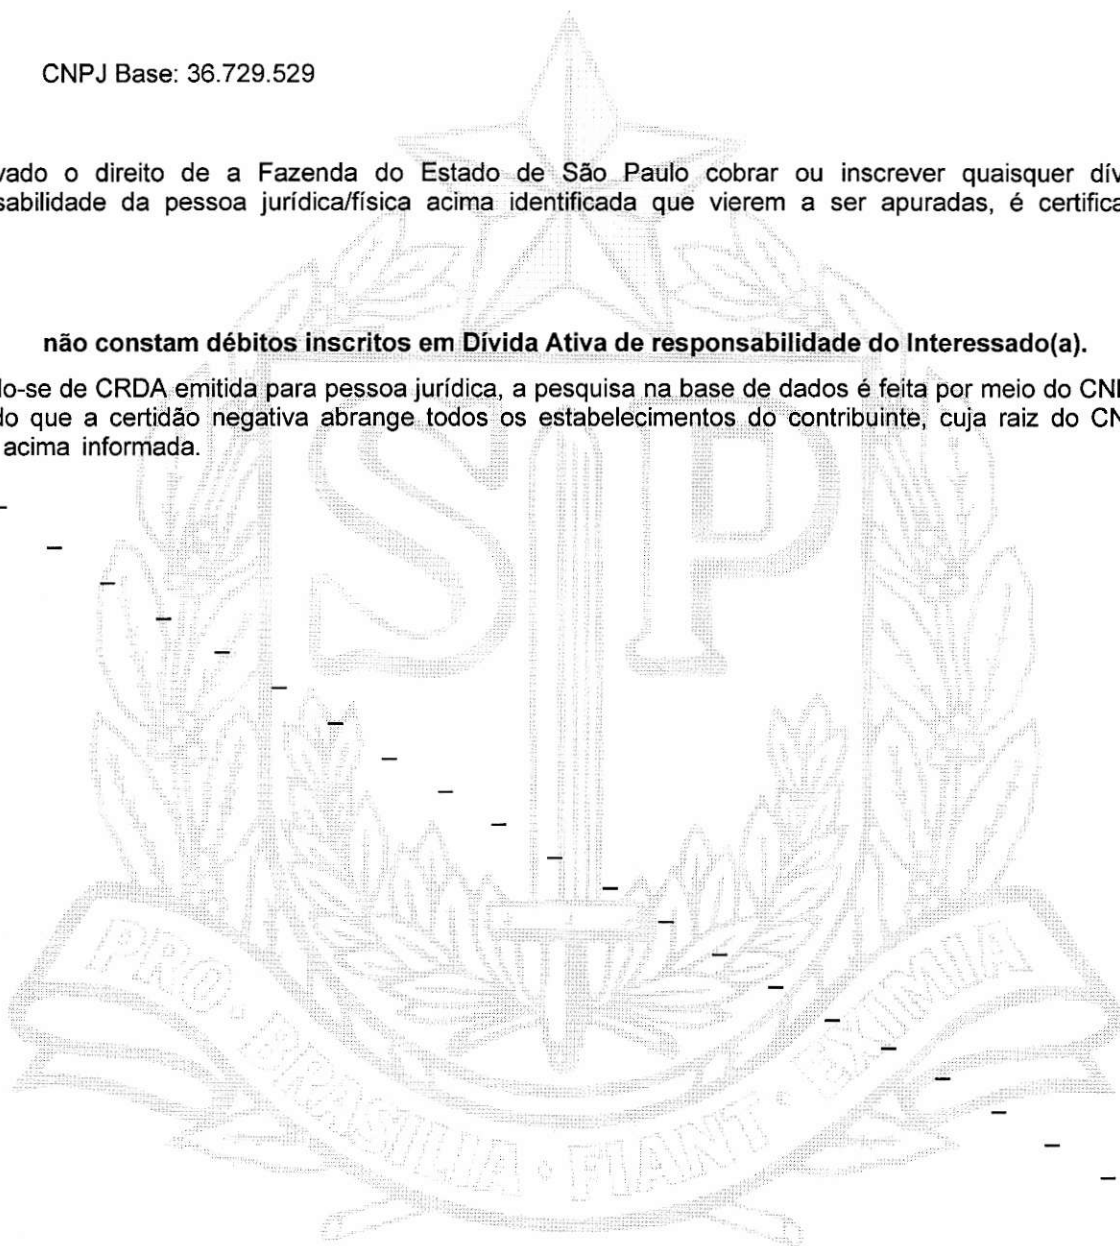 CNPJ Base: 36.729.529
vado o direito de a Fazenda do Estado de São Paulo cobrar ou inscrever quaisquer dív
sabilidade da pessoa jurídica/física acima identificada que vierem a ser apuradas, é certifica
não constam débitos inscritos em Dívida Ativa de responsabilidade do Interessado(a).
do-se de CRDA emitida para pessoa jurídica, a pesquisa na base de dados é feita por meio do CN
do que a certidão negativa abrange todos os estabelecimentos do contribuinte, cuja raiz do CN
acima informada.
SP
PRO · BRASILIA · FIANT · EXIMIA